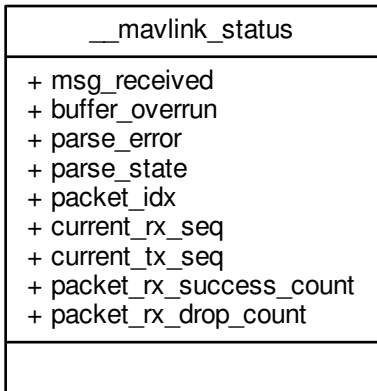 __mavlink_status
+ msg_received
+ buffer_overrun
+ parse_error
+ parse_state
+ packet_idx
+ current_rx_seq
+ current_tx_seq
+ packet_rx_success_count
+ packet_rx_drop_count